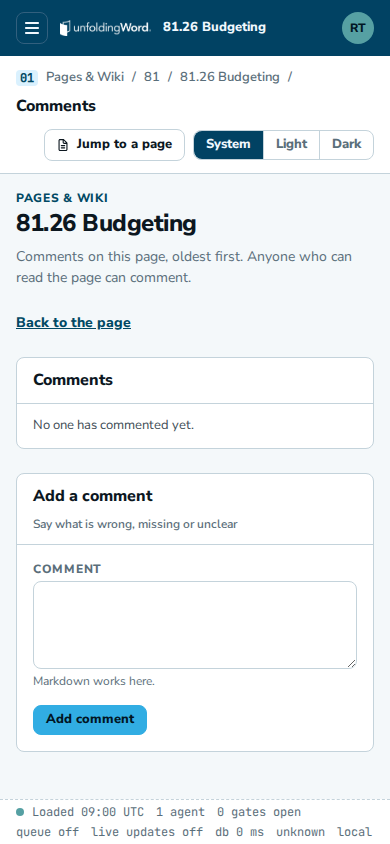 unfoldingWord. 81.26 Budgeting RT
01 Pages & Wiki / 81 / 81.26 Budgeting /
Comments
Jump to a page System Light Dark
PAGES & WIKI
81.26 Budgeting
Comments on this page, oldest first. Anyone who can
read the page can comment.
Back to the page
Comments
No one has commented yet.
Add a comment
Say what is wrong, missing or unclear
COMMENT
Markdown works here.
Add comment
Loaded 09:00 UTC 1 agent 0 gates open
queue off live updates off db 0 ms unknown local